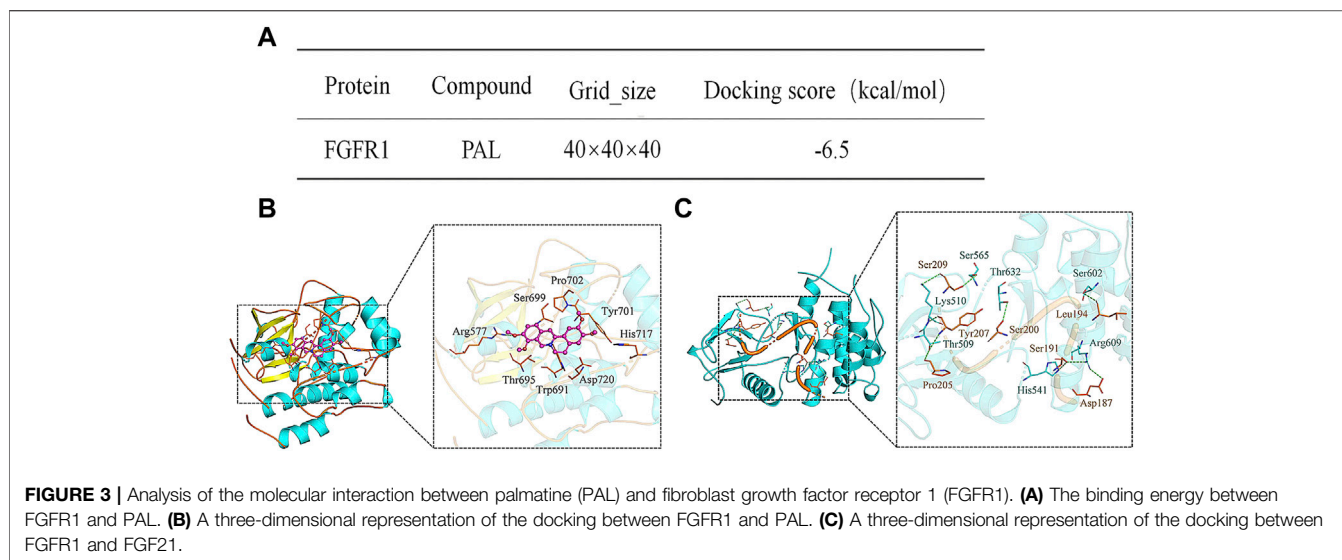 A
Protein Compound Grid_size Docking score (kcal/mol)
FGFR1 PAL 40×40×40 -6.5
B
Pro702
Ser699
Tyr701
Arg577
His717
Thr695
Asp720
Trp691
C
Ser209
Ser565
Thr632
Ser602
Lys510
Leu194
Tyr207
Ser200
Thr509
Arg609
Ser191
Pro205
His541
Asp187
FIGURE 3 | Analysis of the molecular interaction between palmatine (PAL) and fibroblast growth factor receptor 1 (FGFR1). (A) The binding energy between
FGFR1 and PAL. (B) A three-dimensional representation of the docking between FGFR1 and PAL. (C) A three-dimensional representation of the docking between
FGFR1 and FGF21.